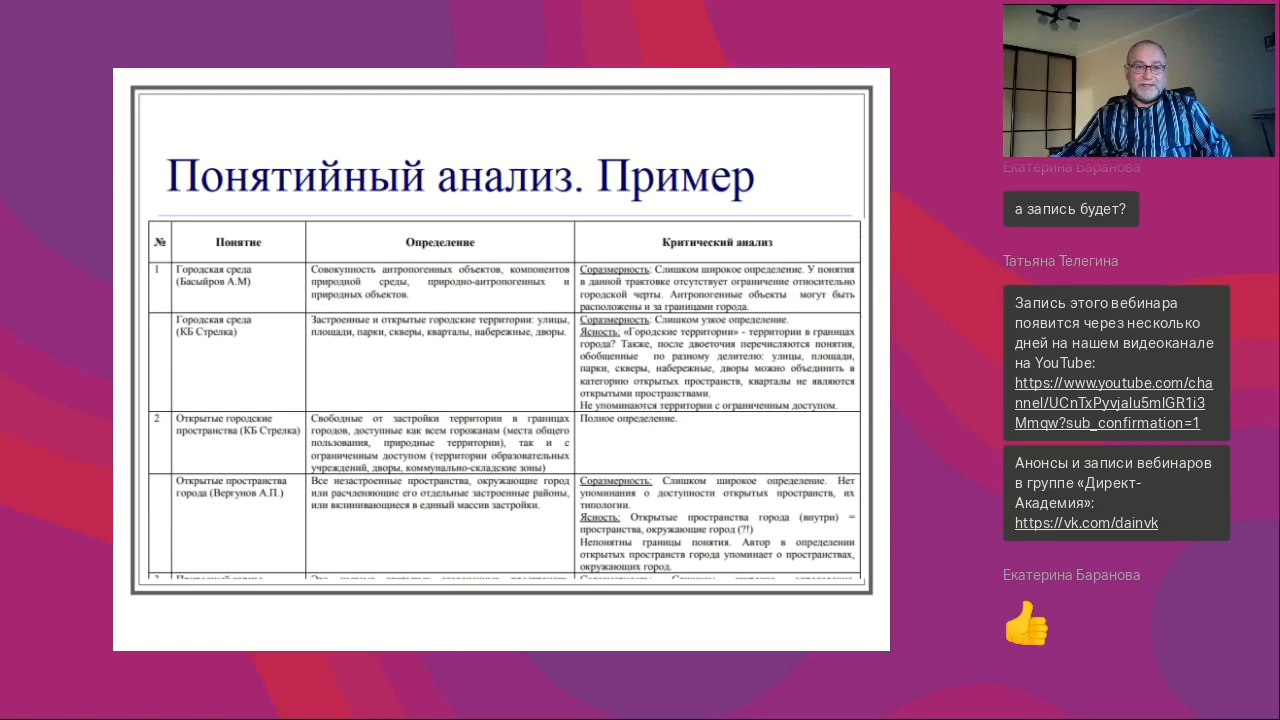 Понятийный анализ. Пример
№ Понятие Определение Критический анализ
1
Городская среда
(Басыйров А.М)
Совокупность антропогенных объектов, компонентов
природной среды, природно-антропогенных и
природных объектов.
Соразмерность: Слишком широкое определение. У понятия
в данной трактовке отсутствует ограничение относительно
городской черты. Антропогенные объекты могут быть
расположены и за границами города.
Городская среда
(КБ Стрелка)
Застроенные и открытые городские территории: улицы,
площади, парки, скверы, кварталы, набережные, дворы.
Соразмерность: Слишком узкое определение.
Ясность: «Городские территории» - территории в границах
города? Также, после двоеточия перечисляются понятия,
обобщенные по разному делителю: улицы, площади,
парки, скверы, набережные, дворы можно объединить в
категорию открытых пространств, кварталы не являются
открытыми пространствами.
Не упоминаются территории с ограниченным доступом.
2
Открытые городские
пространства (КБ Стрелка)
Свободные от застройки территории в границах
городов, доступные как всем горожанам (места общего
пользования, природные территории), так и с
ограниченным доступом (территории образовательных
учреждений, дворы, коммунально-складские зоны)
Полное определение.
Открытые пространства
города (Вергунов А.П.)
Все незастроенные пространства, окружающие город
или расчленяющие его отдельные застроенные районы,
или вклинивающиеся в единый массив застройки.
Соразмерность: Слишком широкое определение. Нет
упоминания о доступности открытых пространств, их
типологии.
Ясность: Открытые пространства города (внутри) =
пространства, окружающие город (?!)
Непонятны границы понятия. Автор в определении
открытых пространств города упоминает о пространствах,
окружающих город.
Екатерина Баранова
а запись будет?
Татьяна Телегина
Запись этого вебинара
появится через несколько
дней на нашем видеоканале
на YouTube:
https://www.youtube.com/cha
nnel/UCnTxPyvjaIu5mIGR1i3
Mmqw?sub_confirmation=1
Анонсы и записи вебинаров
в группе «Директ-
Академия»:
https://vk.com/dainvk
Екатерина Баранова